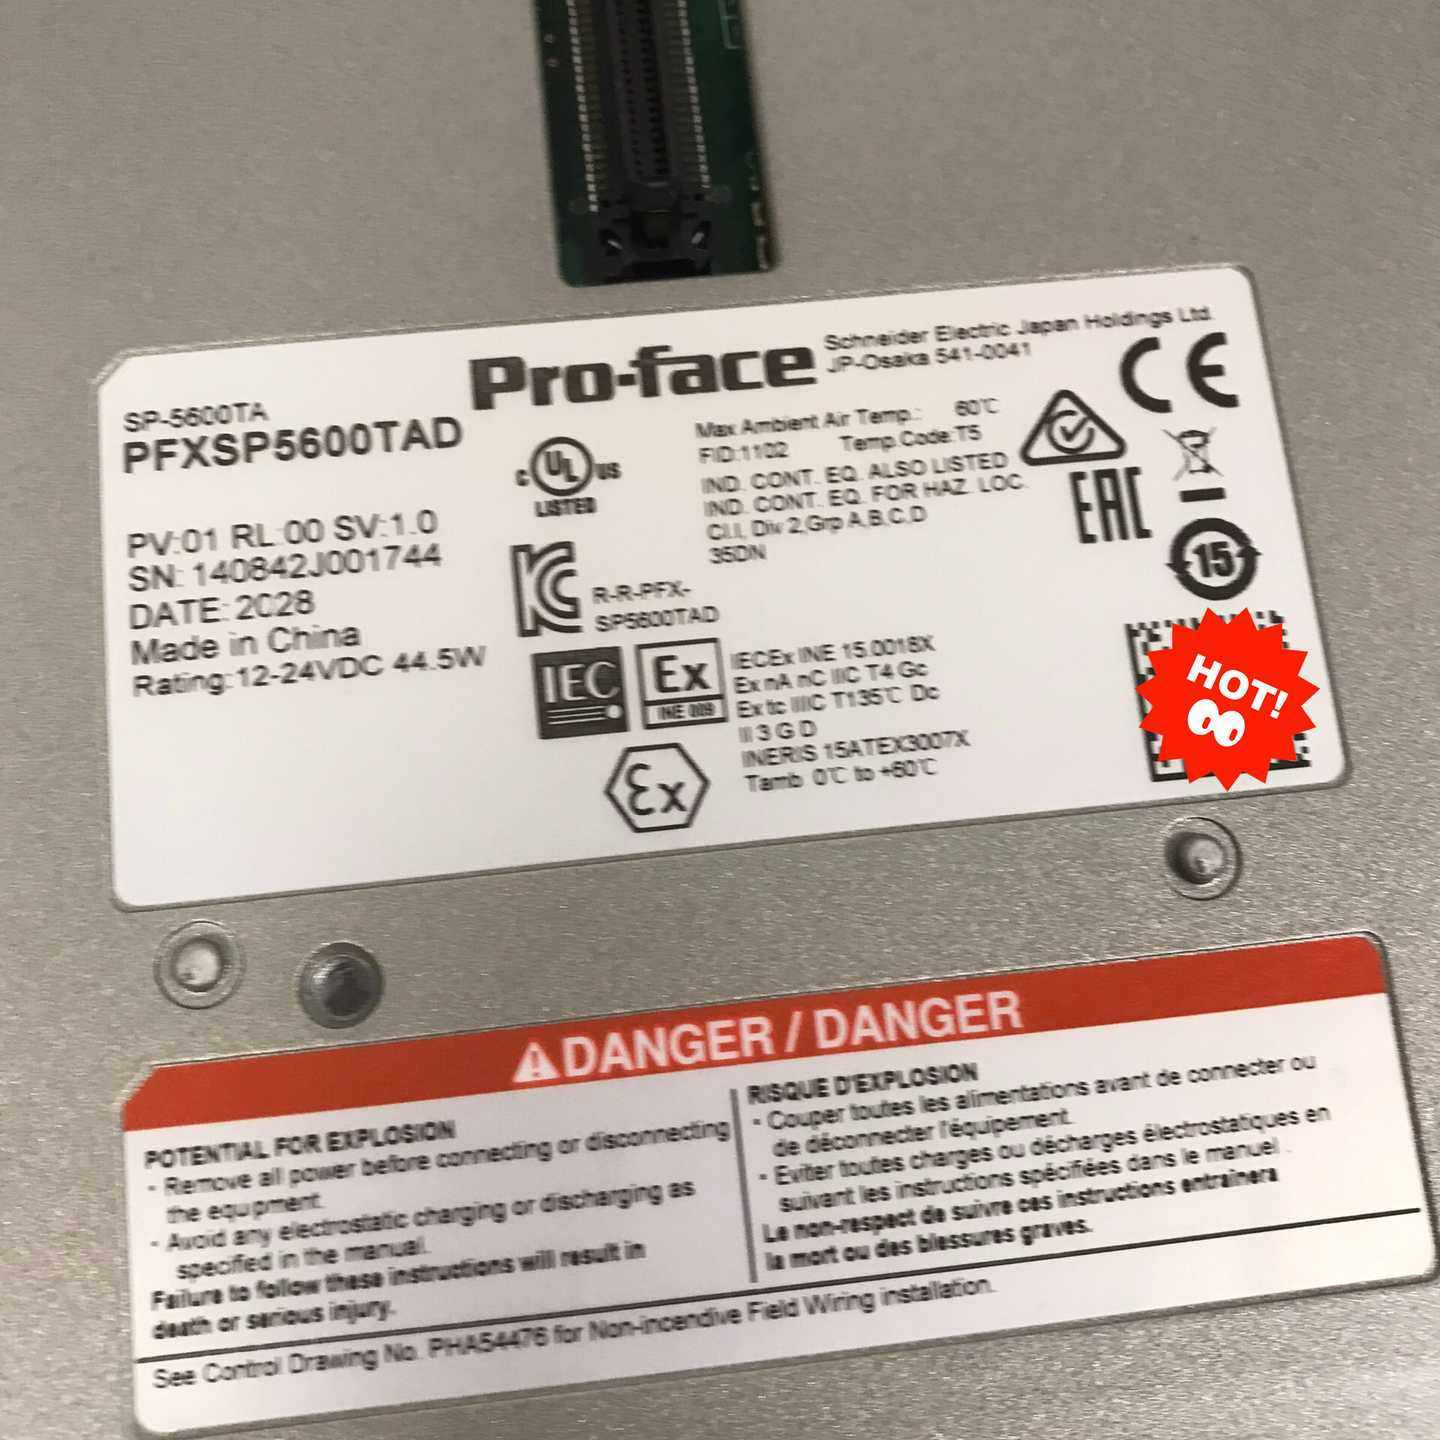 Pro-face
Schneider Electric Japan Holdings Ltd.
JP-Osaka 541-0041
SP-5600TA
PFXSP5600TAD
PV:01 RL:00 SV:1.0
SN: 140842J001744
DATE: 2028
Made in China
Rating:12-24VDC 44.5W
C UL US
LISTED
Max Ambient Air Temp.: 60℃
FID:1102 Temp.Code:T5
IND. CONT. EQ. ALSO LISTED
IND. CONT. EQ. FOR HAZ. LOC.
Cl.I, Div 2,Grp A,B,C,D
35DN
R-R-PFX-
SP5600TAD
IEC
Ex
INE 009
IECEx INE 15.0018X
Ex nA nC IIC T4 Gc
Ex tc IIIC T135℃ Dc
II 3 G D
INERIS 15ATEX3007X
Tamb 0℃ to +60℃
Ex
CE
EAC
15
HOT!
DANGER / DANGER
POTENTIAL FOR EXPLOSION
- Remove all power before connecting or disconnecting
the equipment.
- Avoid any electrostatic charging or discharging as
specified in the manual.
Failure to follow these instructions will result in
death or serious injury.
RISQUE D'EXPLOSION
- Couper toutes les alimentations avant de connecter ou
de déconnecter l'équipement.
- Eviter toutes charges ou décharges électrostatiques en
suivant les instructions spécifiées dans le manuel .
Le non-respect de suivre ces instructions entraînera
la mort ou des blessures graves.
See Control Drawing No. PHA54476 for Non-incendive Field Wiring installation.